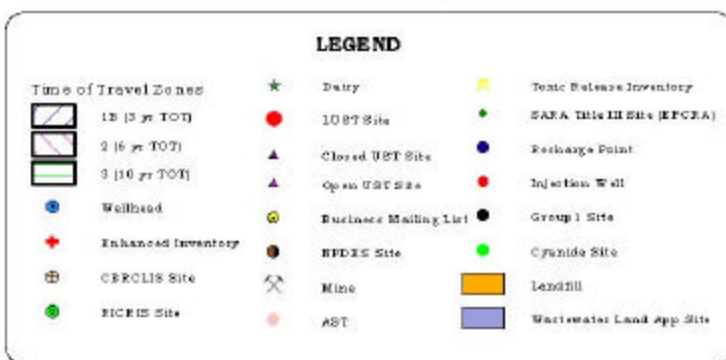 LEGEND
Time of Travel Zones
1B (3 yr TOT)
2 (6 yr TOT)
3 (10 yr TOT)
Wellhead
Enhanced Inventory
CERCLIS Site
RICRIS Site
Dairy
LUST Site
Closed UST Site
Open UST Site
Business Mailing List
NPDES Site
Mine
AST
Toxic Release Inventory
SARA Title III Site (EPCRA)
Recharge Point
Injection Well
Group 1 Site
Cyanide Site
Landfill
Wastewater Land App Site